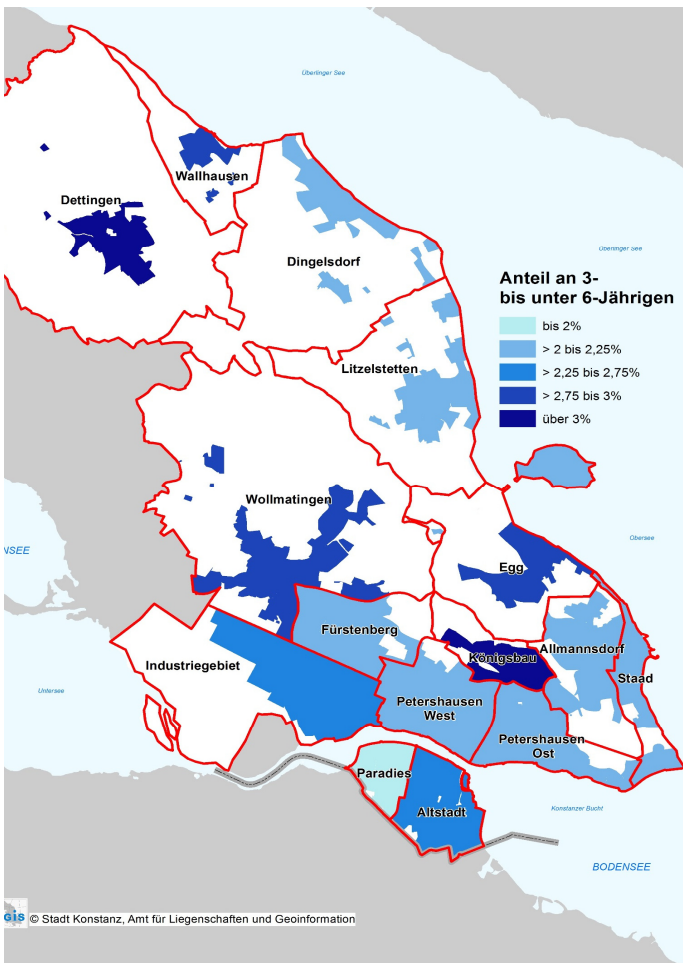 Überlinger See
Wallhausen
Dettingen
Überlinger See
Dingelsdorf
Anteil an 3-
bis unter 6-Jährigen
bis 2%
> 2 bis 2,25%
> 2,25 bis 2,75%
> 2,75 bis 3%
über 3%
Litzelstetten
Wollmatingen
Obersee
NSEE
Egg
Fürstenberg
Königsbau
Allmannsdorf
Industriegebiet
Staad
Untersee
Petershausen
West
Petershausen
Ost
Paradies
Altstadt
Konstanzer Bucht
BODENSEE
GIS © Stadt Konstanz, Amt für Liegenschaften und Geoinformation